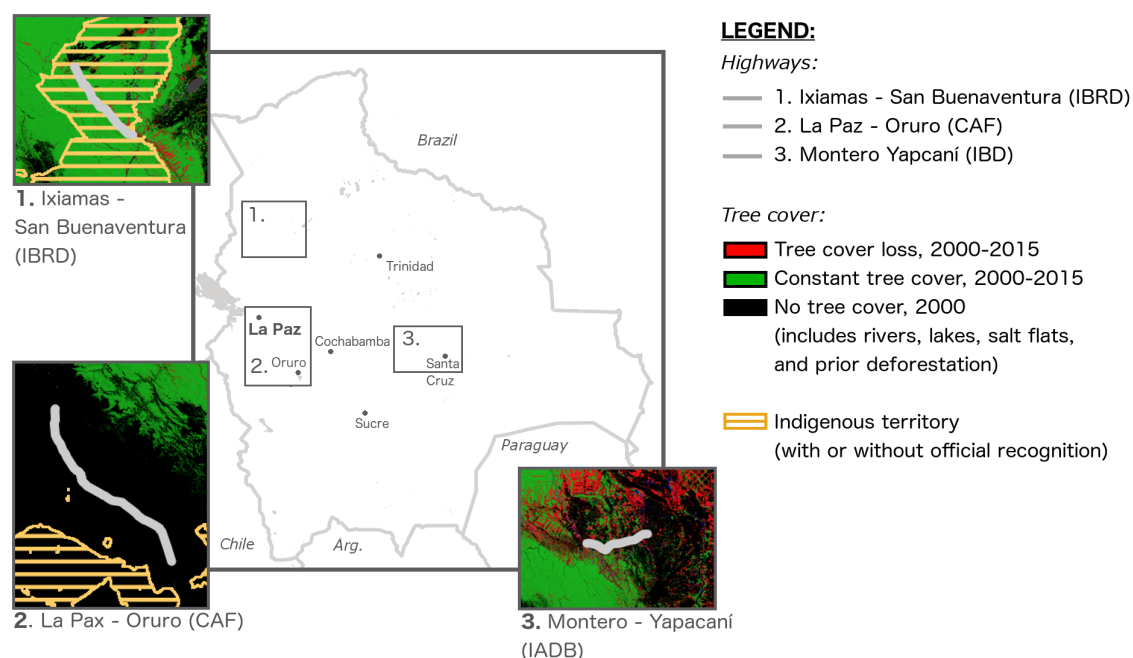 LEGEND:
Highways:
1. Ixiamas - San Buenaventura (IBRD)
2. La Paz - Oruro (CAF)
3. Montero Yapcaní (IBD)
Tree cover:
Tree cover loss, 2000-2015
Constant tree cover, 2000-2015
No tree cover, 2000
(includes rivers, lakes, salt flats,
and prior deforestation)
Indigenous territory
(with or without official recognition)
1. Ixiamas -
San Buenaventura
(IBRD)
Brazil
1.
Trinidad
La Paz
Cochabamba
2. Oruro
3.
Santa
Cruz
Sucre
Paraguay
Chile
Arg.
2. La Pax - Oruro (CAF)
3. Montero - Yapacaní
(IADB)